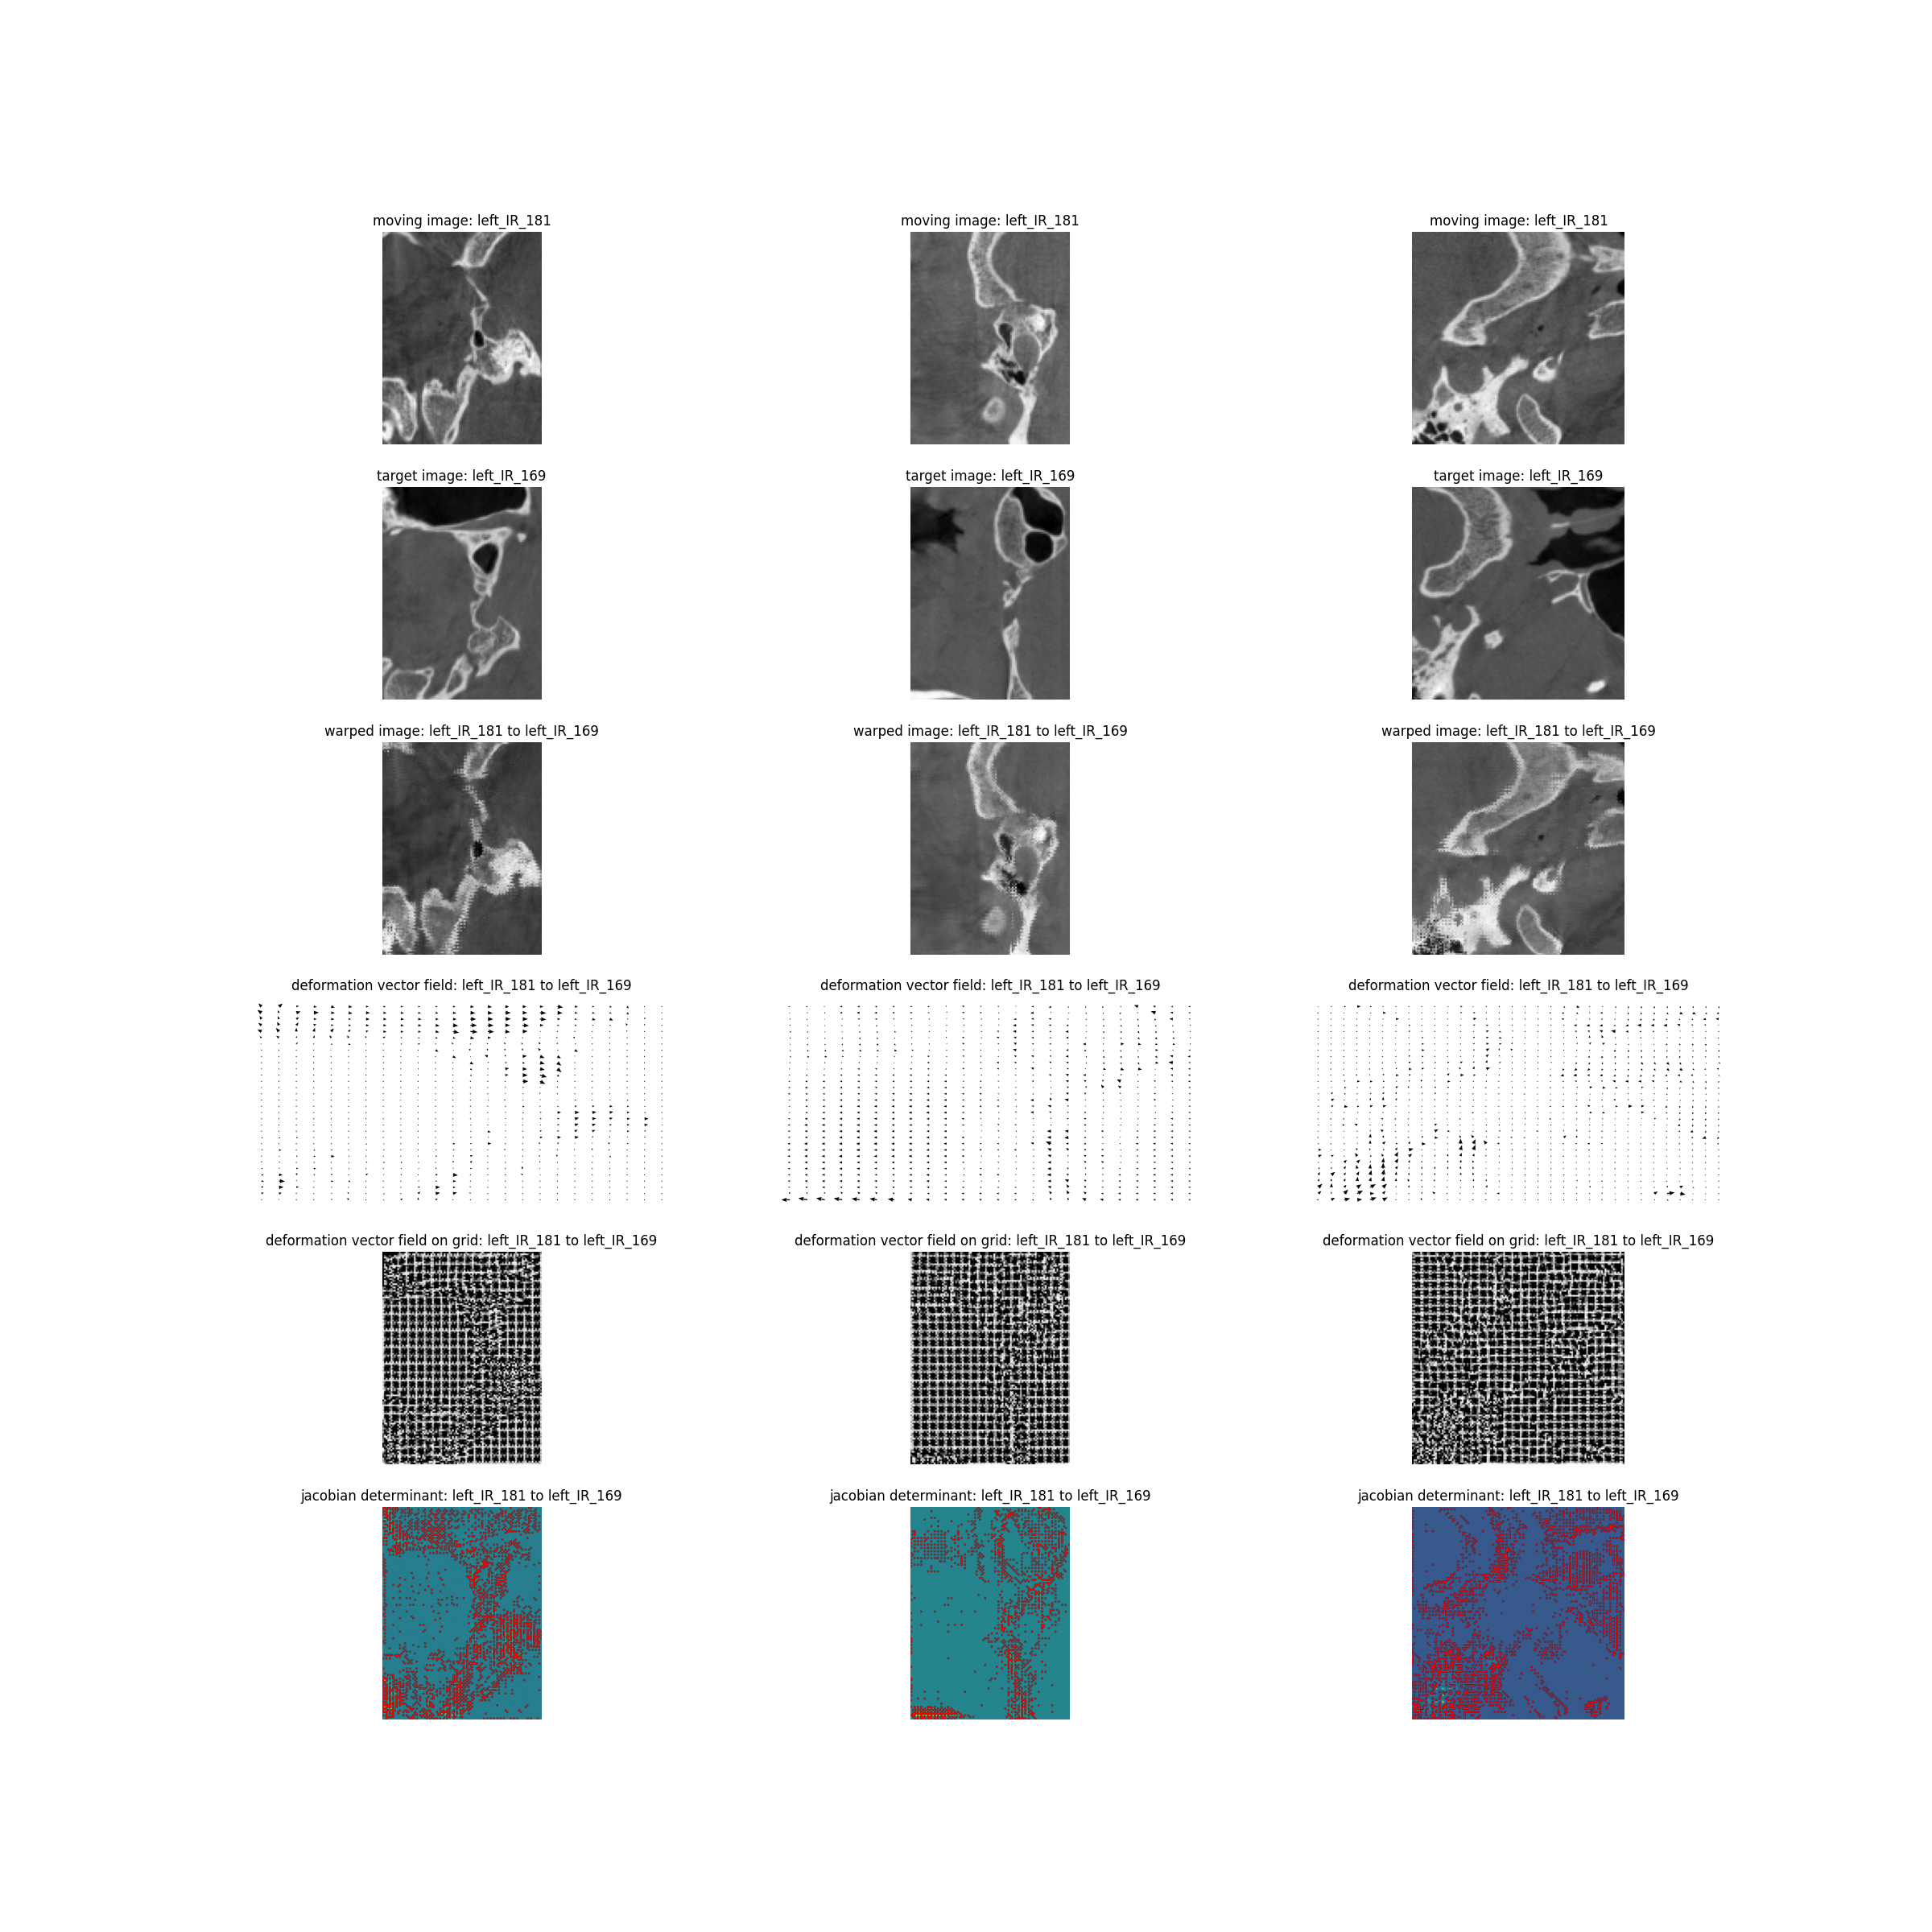 moving image: left_IR_181
moving image: left_IR_181
moving image: left_IR_181
target image: left_IR_169
target image: left_IR_169
target image: left_IR_169
warped image: left_IR_181 to left_IR_169
warped image: left_IR_181 to left_IR_169
warped image: left_IR_181 to left_IR_169
deformation vector field: left_IR_181 to left_IR_169
deformation vector field: left_IR_181 to left_IR_169
deformation vector field: left_IR_181 to left_IR_169
deformation vector field on grid: left_IR_181 to left_IR_169
deformation vector field on grid: left_IR_181 to left_IR_169
deformation vector field on grid: left_IR_181 to left_IR_169
jacobian determinant: left_IR_181 to left_IR_169
jacobian determinant: left_IR_181 to left_IR_169
jacobian determinant: left_IR_181 to left_IR_169